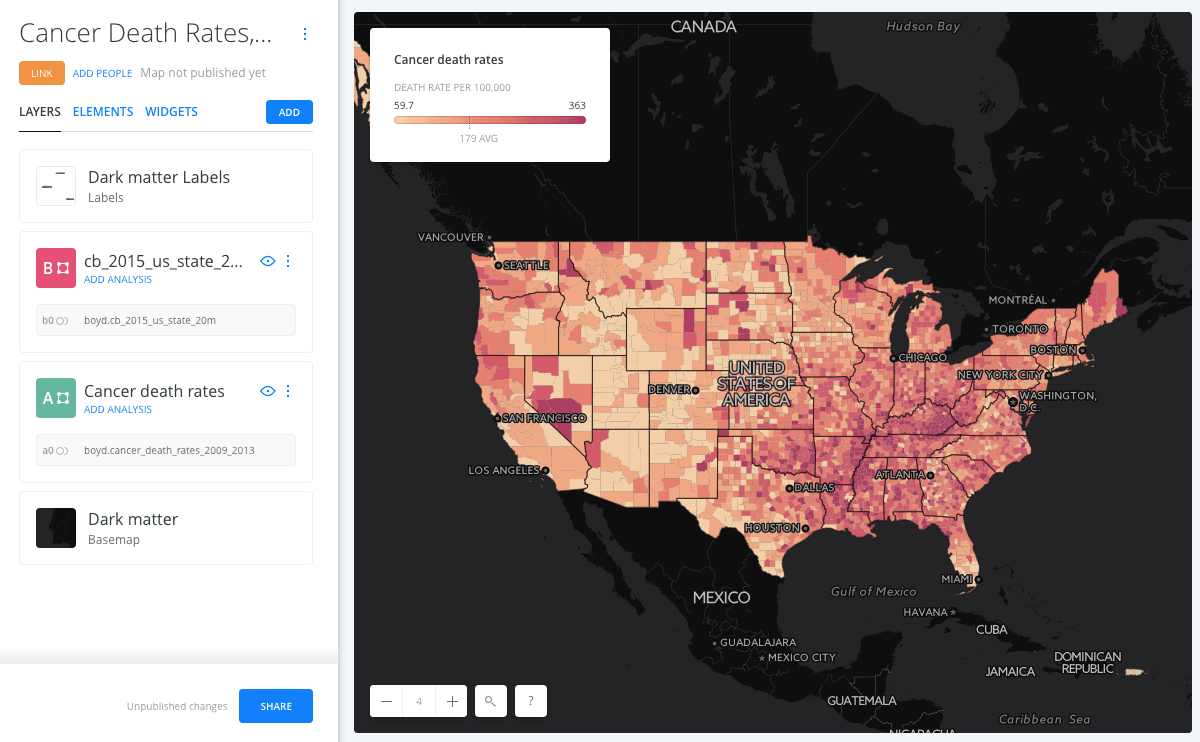 Cancer Death Rates,...
LINK
ADD PEOPLE
Map not published yet
LAYERS
ELEMENTS
WIDGETS
ADD
Dark matter Labels
Labels
B
cb_2015_us_state_2...
ADD ANALYSIS
b0
boyd.cb_2015_us_state_20m
A
Cancer death rates
ADD ANALYSIS
a0
boyd.cancer_death_rates_2009_2013
Dark matter
Basemap
Unpublished changes
SHARE
Cancer death rates
DEATH RATE PER 100,000
59.7
363
179 AVG
CANADA
Hudson Bay
VANCOUVER
SEATTLE
MONTRÉAL
TORONTO
BOSTON
CHICAGO
NEW YORK CITY
UNITED
STATES OF
AMERICA
DENVER
WASHINGTON,
D.C.
SAN FRANCISCO
LOS ANGELES
ATLANTA
DALLAS
HOUSTON
MIAMI
Gulf of Mexico
MEXICO
HAVANA
CUBA
GUADALAJARA
MEXICO CITY
DOMINICAN
REPUBLIC
JAMAICA
GUATEMALA
Caribbean Sea
NICARAGUA
4
?